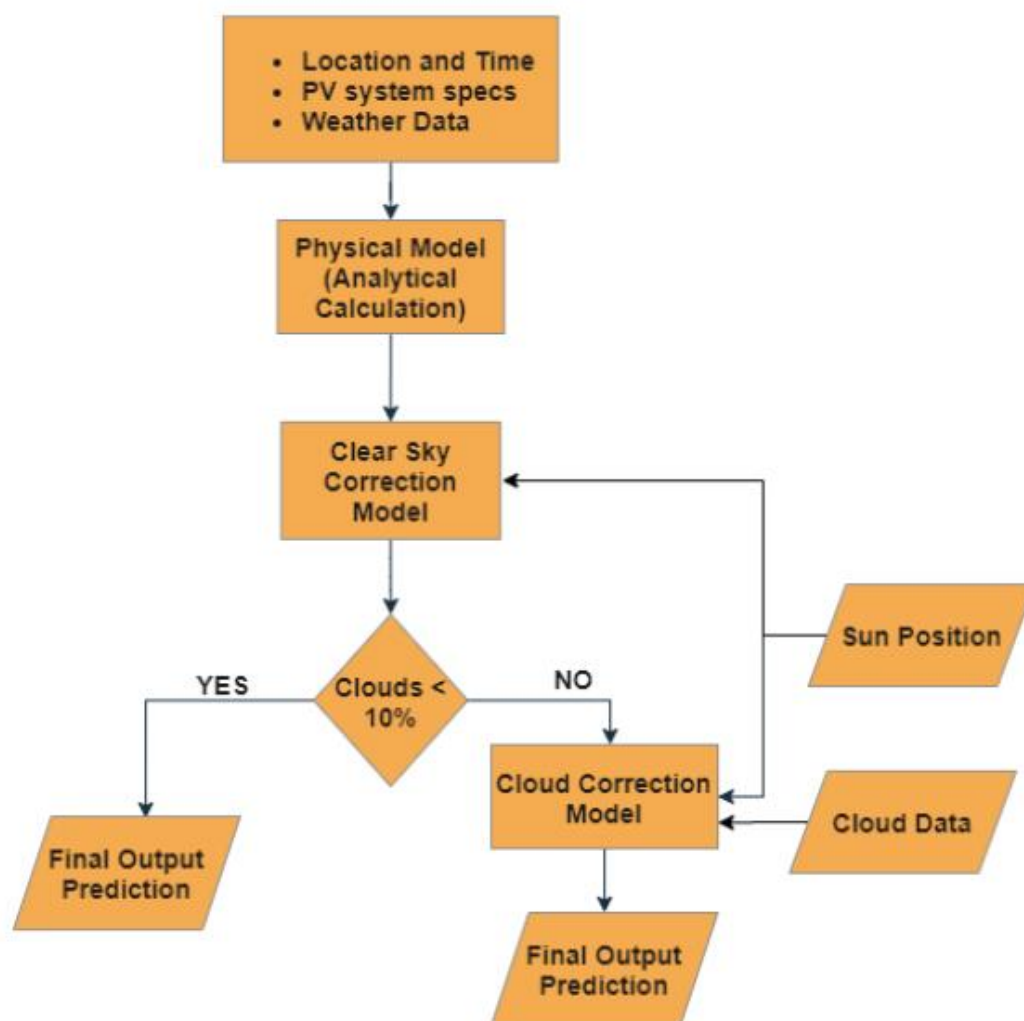 • Location and Time
• PV system specs
• Weather Data
Physical Model
(Analytical
Calculation)
Clear Sky
Correction
Model
Sun Position
YES
Clouds <
10%
NO
Cloud Correction
Model
Cloud Data
Final Output
Prediction
Final Output
Prediction